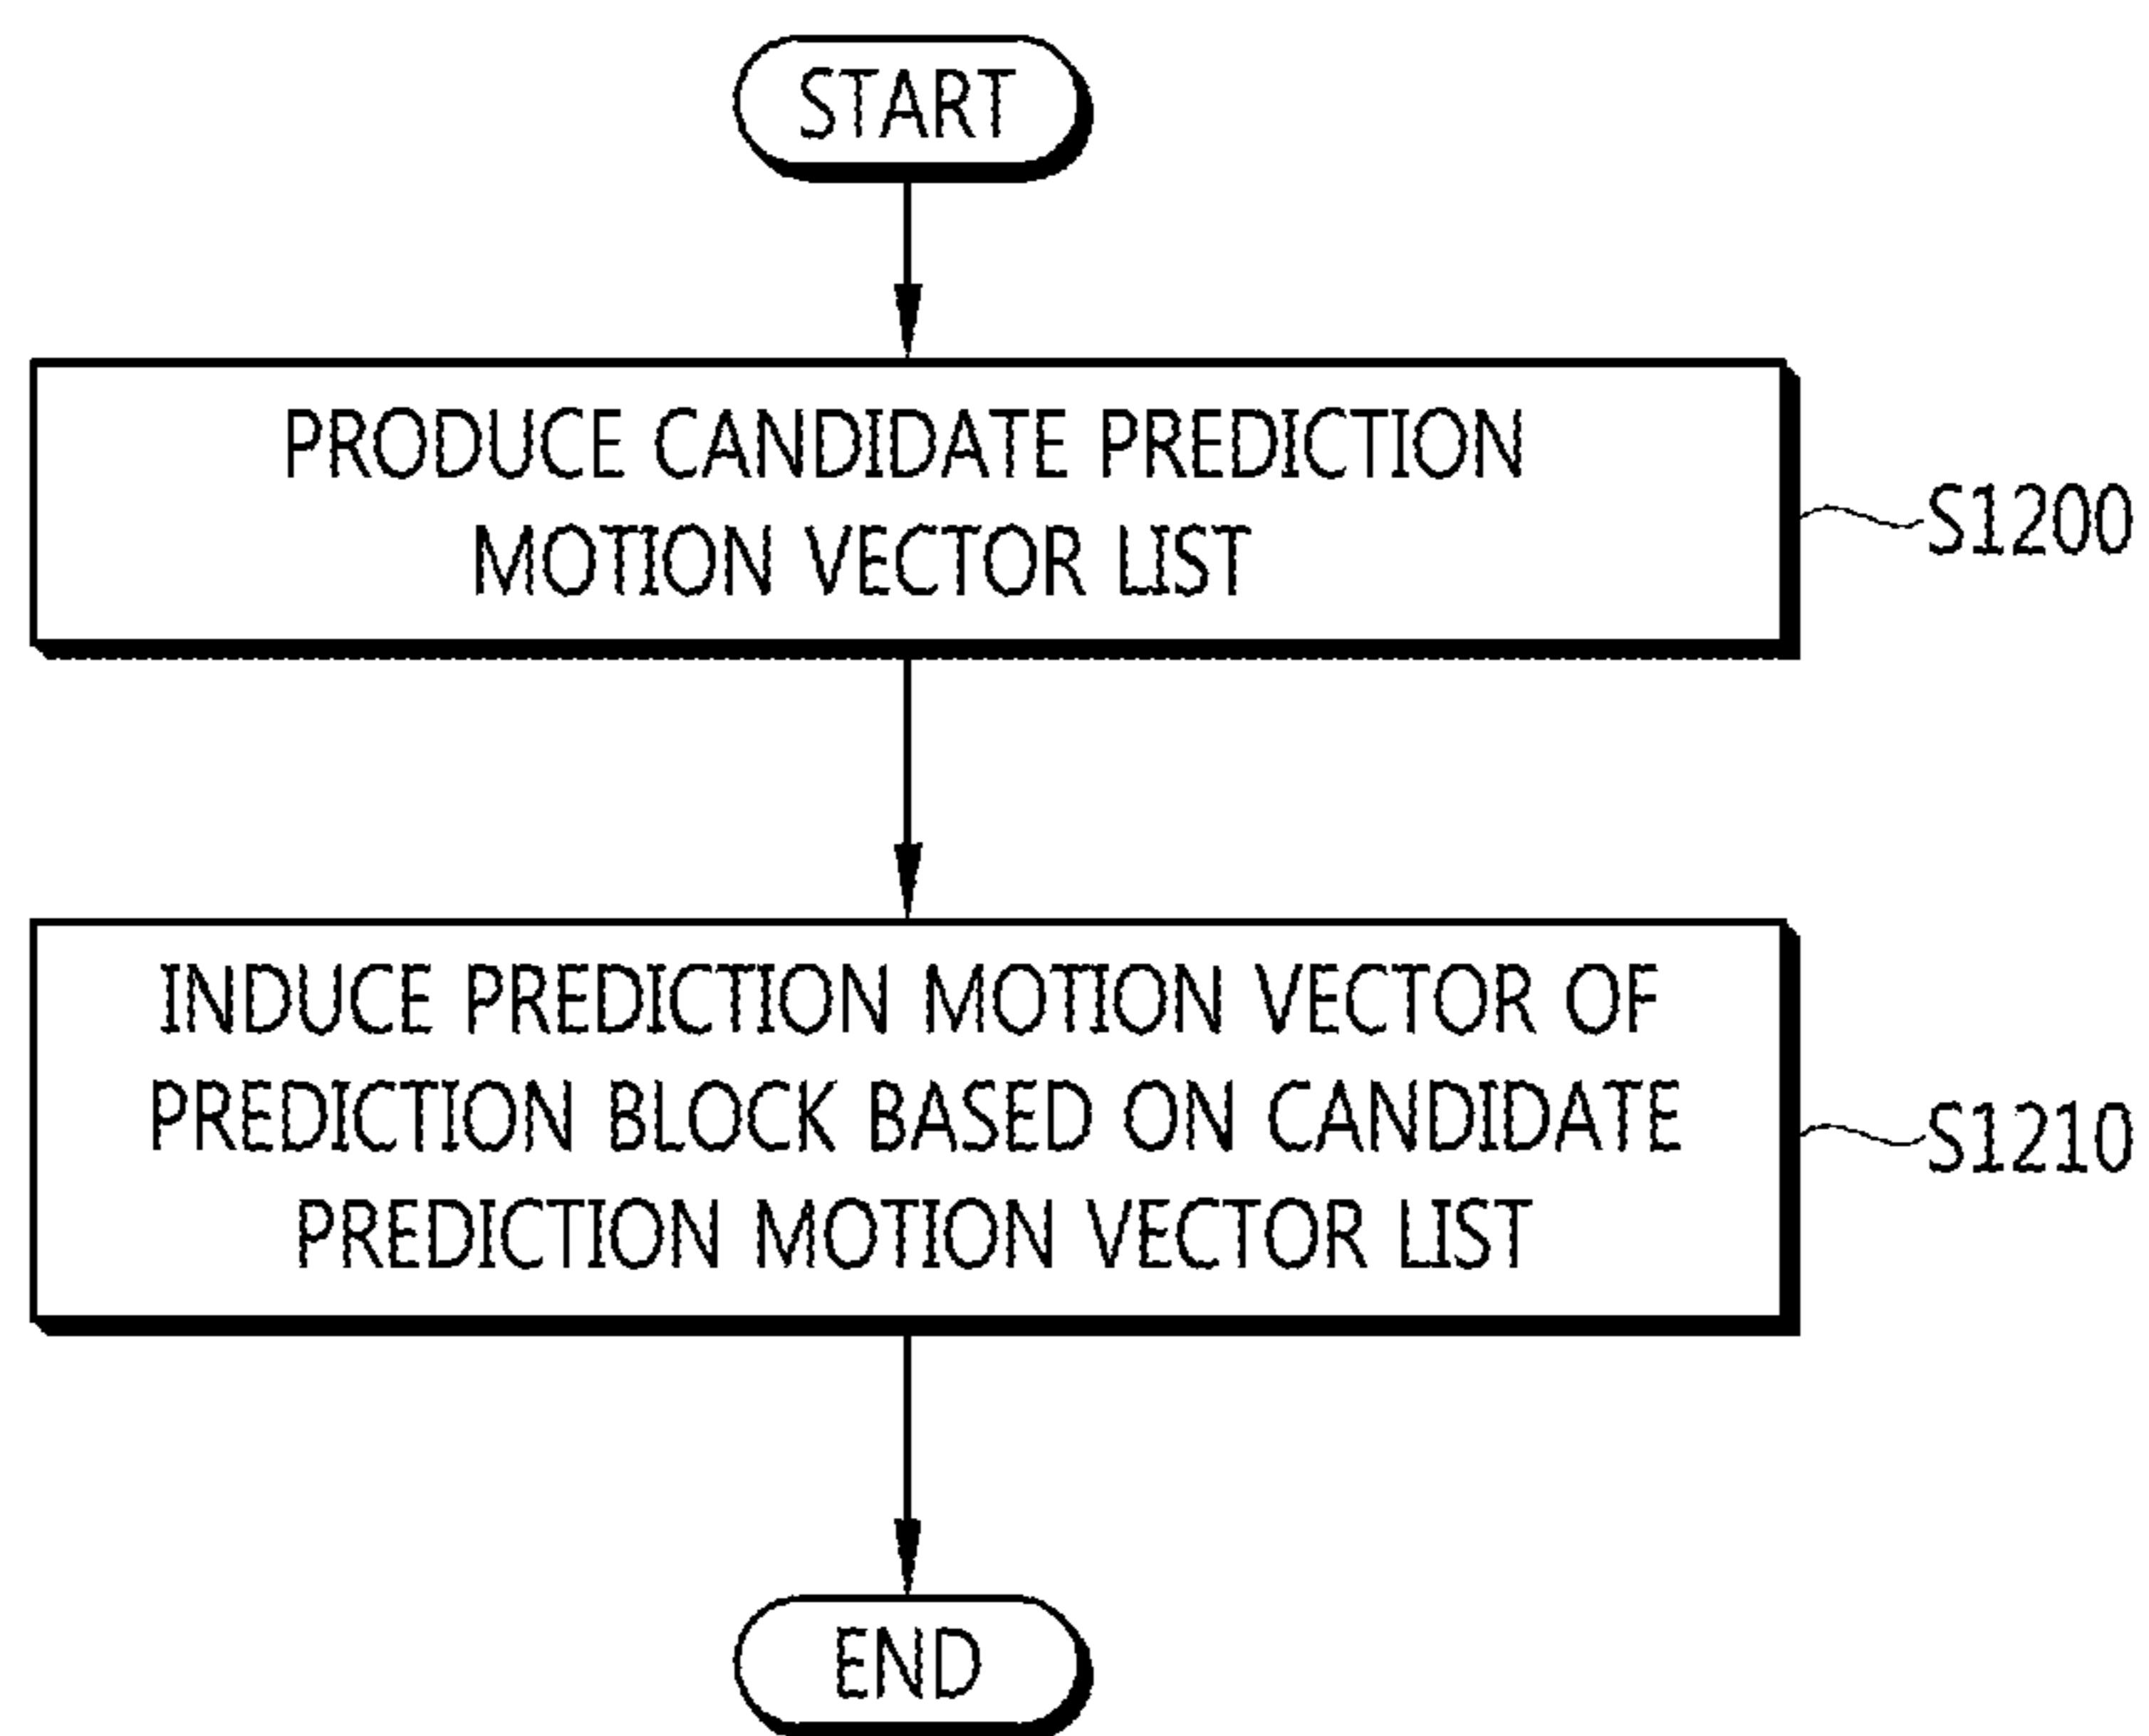 START
PRODUCE CANDIDATE PREDICTION
MOTION VECTOR LIST
S1200
INDUCE PREDICTION MOTION VECTOR OF
PREDICTION BLOCK BASED ON CANDIDATE
PREDICTION MOTION VECTOR LIST
S1210
END